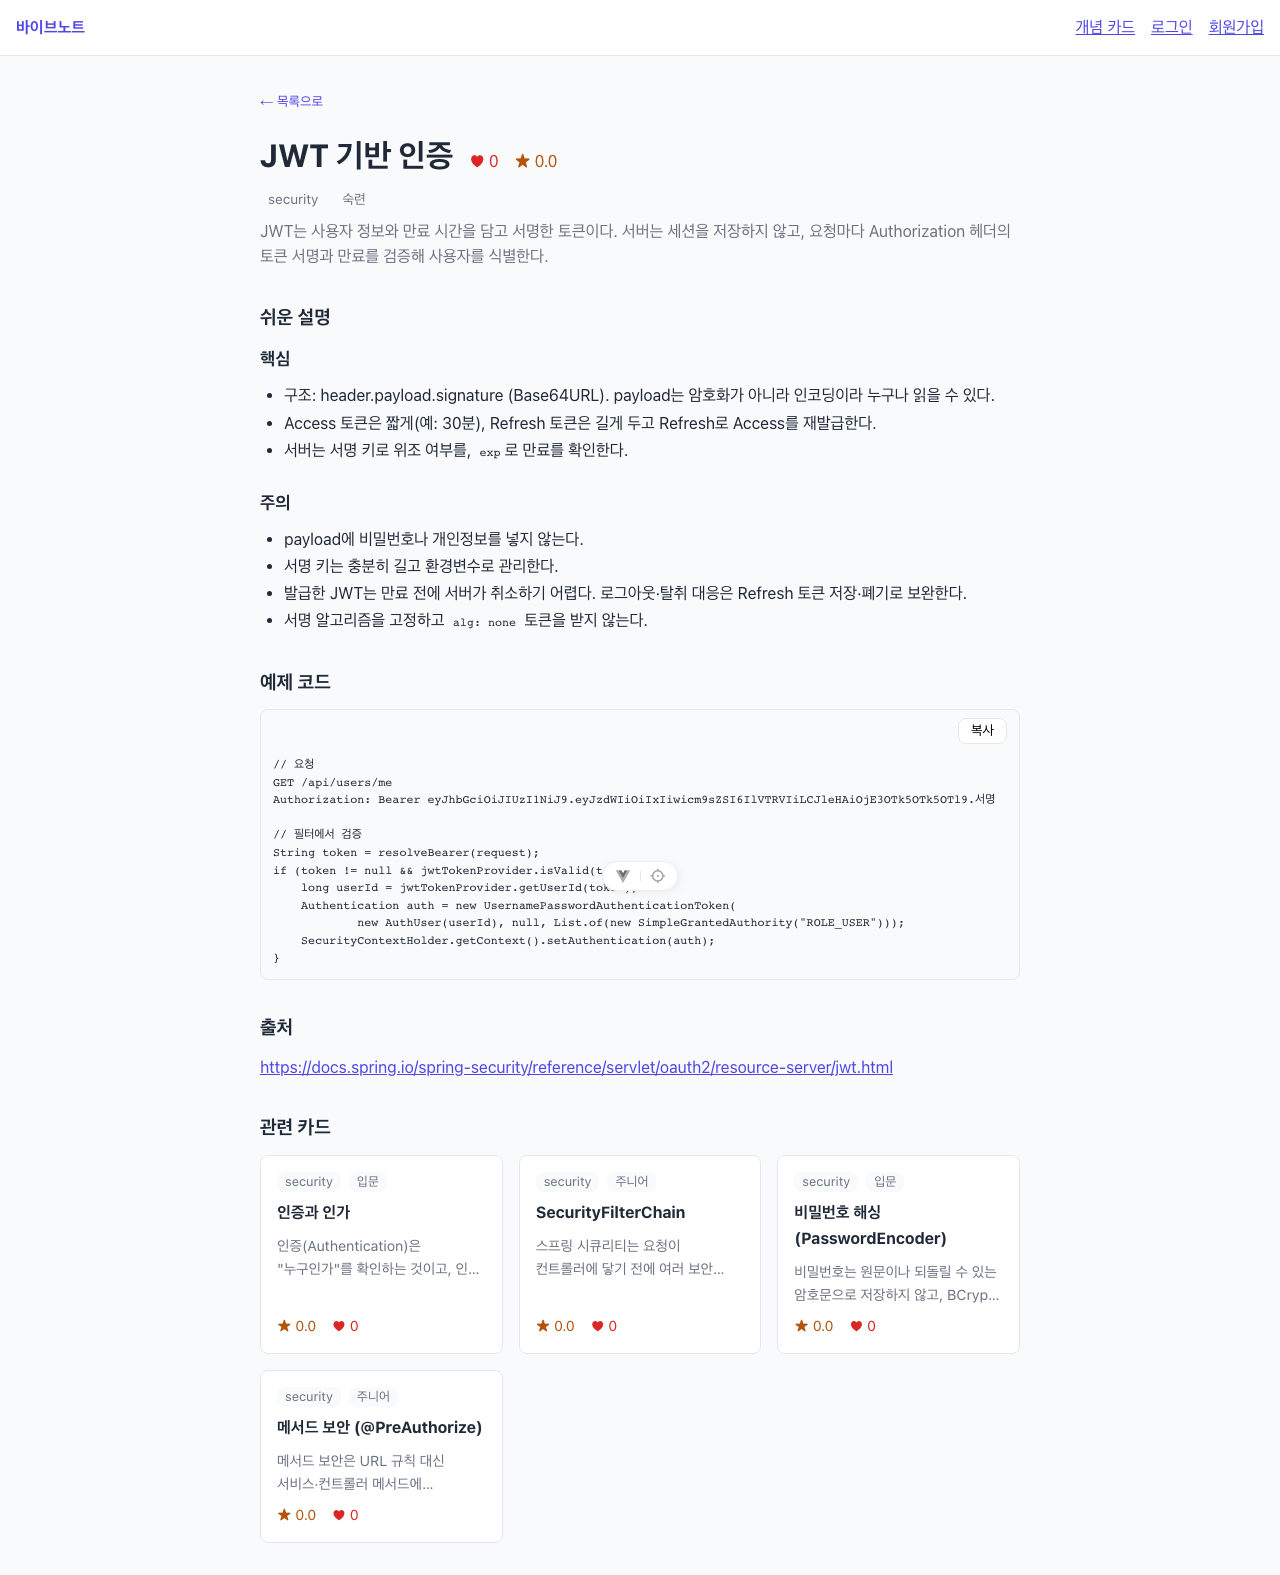 바이브노트
개념 카드 로그인 회원가입
← 목록으로
JWT 기반 인증 0 0.0
security 숙련
JWT는 사용자 정보와 만료 시간을 담고 서명한 토큰이다. 서버는 세션을 저장하지 않고, 요청마다 Authorization 헤더의
토큰 서명과 만료를 검증해 사용자를 식별한다.
쉬운 설명
핵심
• 구조: header.payload.signature (Base64URL). payload는 암호화가 아니라 인코딩이라 누구나 읽을 수 있다.
• Access 토큰은 짧게(예: 30분), Refresh 토큰은 길게 두고 Refresh로 Access를 재발급한다.
• 서버는 서명 키로 위조 여부를, exp 로 만료를 확인한다.
주의
• payload에 비밀번호나 개인정보를 넣지 않는다.
• 서명 키는 충분히 길고 환경변수로 관리한다.
• 발급한 JWT는 만료 전에 서버가 취소하기 어렵다. 로그아웃·탈취 대응은 Refresh 토큰 저장·폐기로 보완한다.
• 서명 알고리즘을 고정하고 alg: none 토큰을 받지 않는다.
예제 코드
복사
// 요청
GET /api/users/me
Authorization: Bearer eyJhbGciOiJIUzI1NiJ9.eyJzdWIiOiIxIiwicm9sZSI6IlVTRVIiLCJleHAiOjE3OTk5OTk5OTl9.서명
// 필터에서 검증
String token = resolveBearer(request);
if (token != null && jwtTokenProvider.isValid(t
long userId = jwtTokenProvider.getUserId(tok
Authentication auth = new UsernamePasswordAuthenticationToken(
new AuthUser(userId), null, List.of(new SimpleGrantedAuthority("ROLE_USER")));
SecurityContextHolder.getContext().setAuthentication(auth);
}
출처
https://docs.spring.io/spring-security/reference/servlet/oauth2/resource-server/jwt.html
관련 카드
security 입문
인증과 인가
인증(Authentication)은
"누구인가"를 확인하는 것이고, 인...
0.0 0
security 주니어
SecurityFilterChain
스프링 시큐리티는 요청이
컨트롤러에 닿기 전에 여러 보안...
0.0 0
security 입문
비밀번호 해싱
(PasswordEncoder)
비밀번호는 원문이나 되돌릴 수 있는
암호문으로 저장하지 않고, BCryp...
0.0 0
security 주니어
메서드 보안 (@PreAuthorize)
메서드 보안은 URL 규칙 대신
서비스·컨트롤러 메서드에...
0.0 0